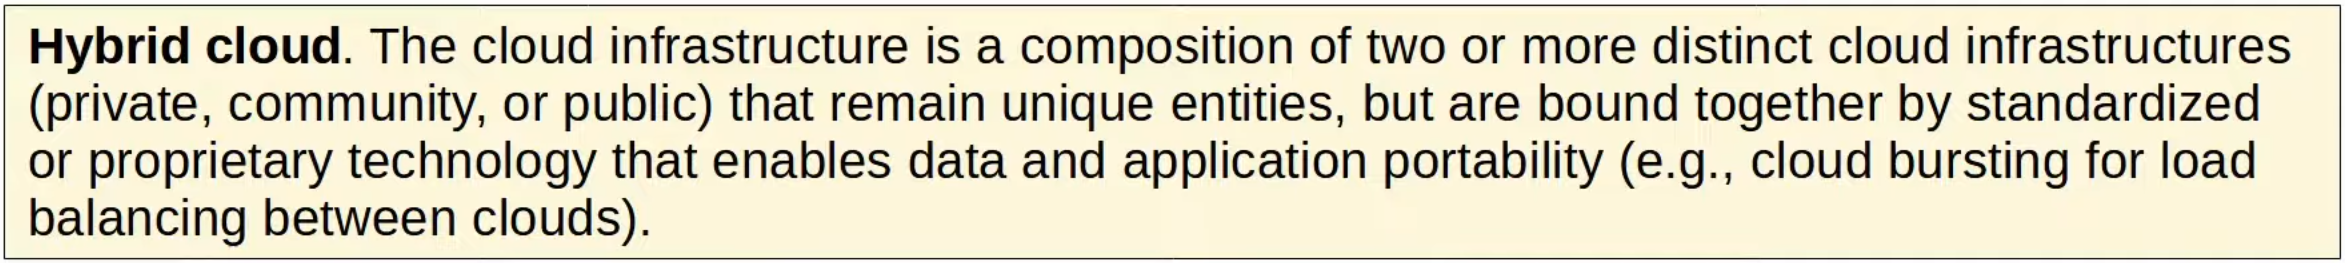 Hybrid cloud. The cloud infrastructure is a composition of two or more distinct cloud infrastructures
(private, community, or public) that remain unique entities, but are bound together by standardized
or proprietary technology that enables data and application portability (e.g., cloud bursting for load
balancing between clouds).